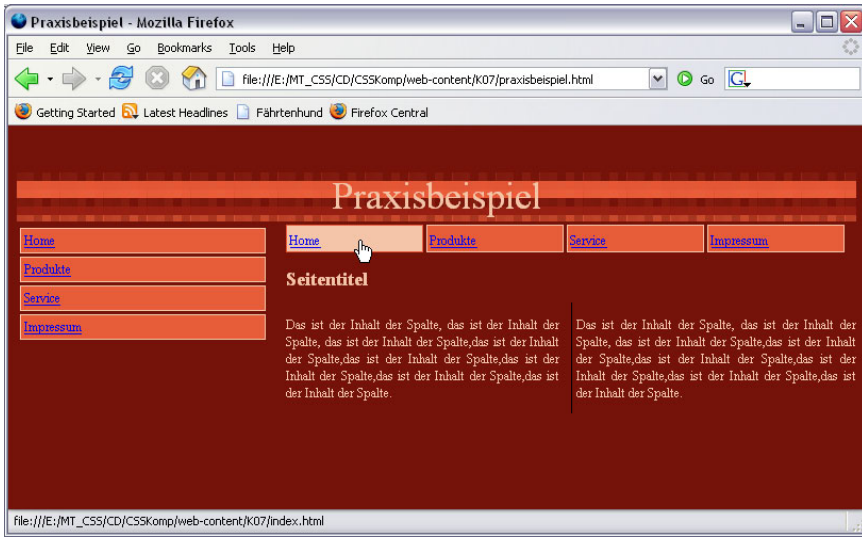 Praxisbeispiel - Mozilla Firefox
File Edit View Go Bookmarks Tools Help
file:///E:/MT_CSS/CD/CSSKomp/web-content/K07/praxisbeispiel.html Go G
Getting Started Latest Headlines Fährtenhund Firefox Central
Praxisbeispiel
Home
Produkte
Service
Impressum
Home Produkte Service Impressum
Seitentitel
Das ist der Inhalt der Spalte, das ist der Inhalt der
Spalte, das ist der Inhalt der Spalte,das ist der Inhalt
der Spalte,das ist der Inhalt der Spalte,das ist der
Inhalt der Spalte,das ist der Inhalt der Spalte,das ist
der Inhalt der Spalte.
Das ist der Inhalt der Spalte, das ist der Inhalt der
Spalte, das ist der Inhalt der Spalte,das ist der Inhalt
der Spalte,das ist der Inhalt der Spalte,das ist der
Inhalt der Spalte,das ist der Inhalt der Spalte,das ist
der Inhalt der Spalte.
file:///E:/MT_CSS/CD/CSSKomp/web-content/K07/index.html